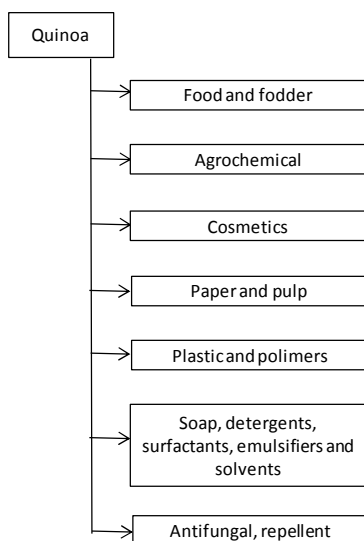 Quinoa
Food and fodder
Agrochemical
Cosmetics
Paper and pulp
Plastic and polimers
Soap, detergents,
surfactants, emulsifiers and
solvents
Antifungal, repellent